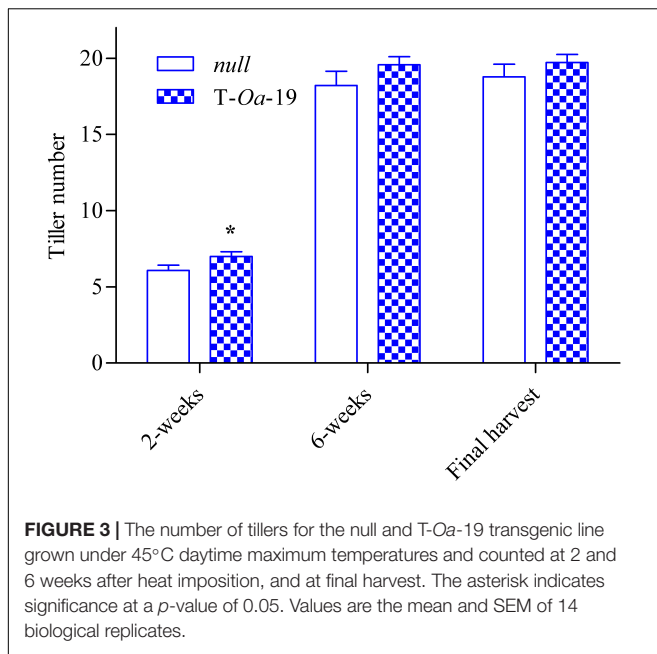 20
15
10
5
0
Tiller number
null
T-Oa-19
*
2-weeks
6-weeks
Final harvest
FIGURE 3 | The number of tillers for the null and T-Oa-19 transgenic line
grown under 45°C daytime maximum temperatures and counted at 2 and
6 weeks after heat imposition, and at final harvest. The asterisk indicates
significance at a p-value of 0.05. Values are the mean and SEM of 14
biological replicates.